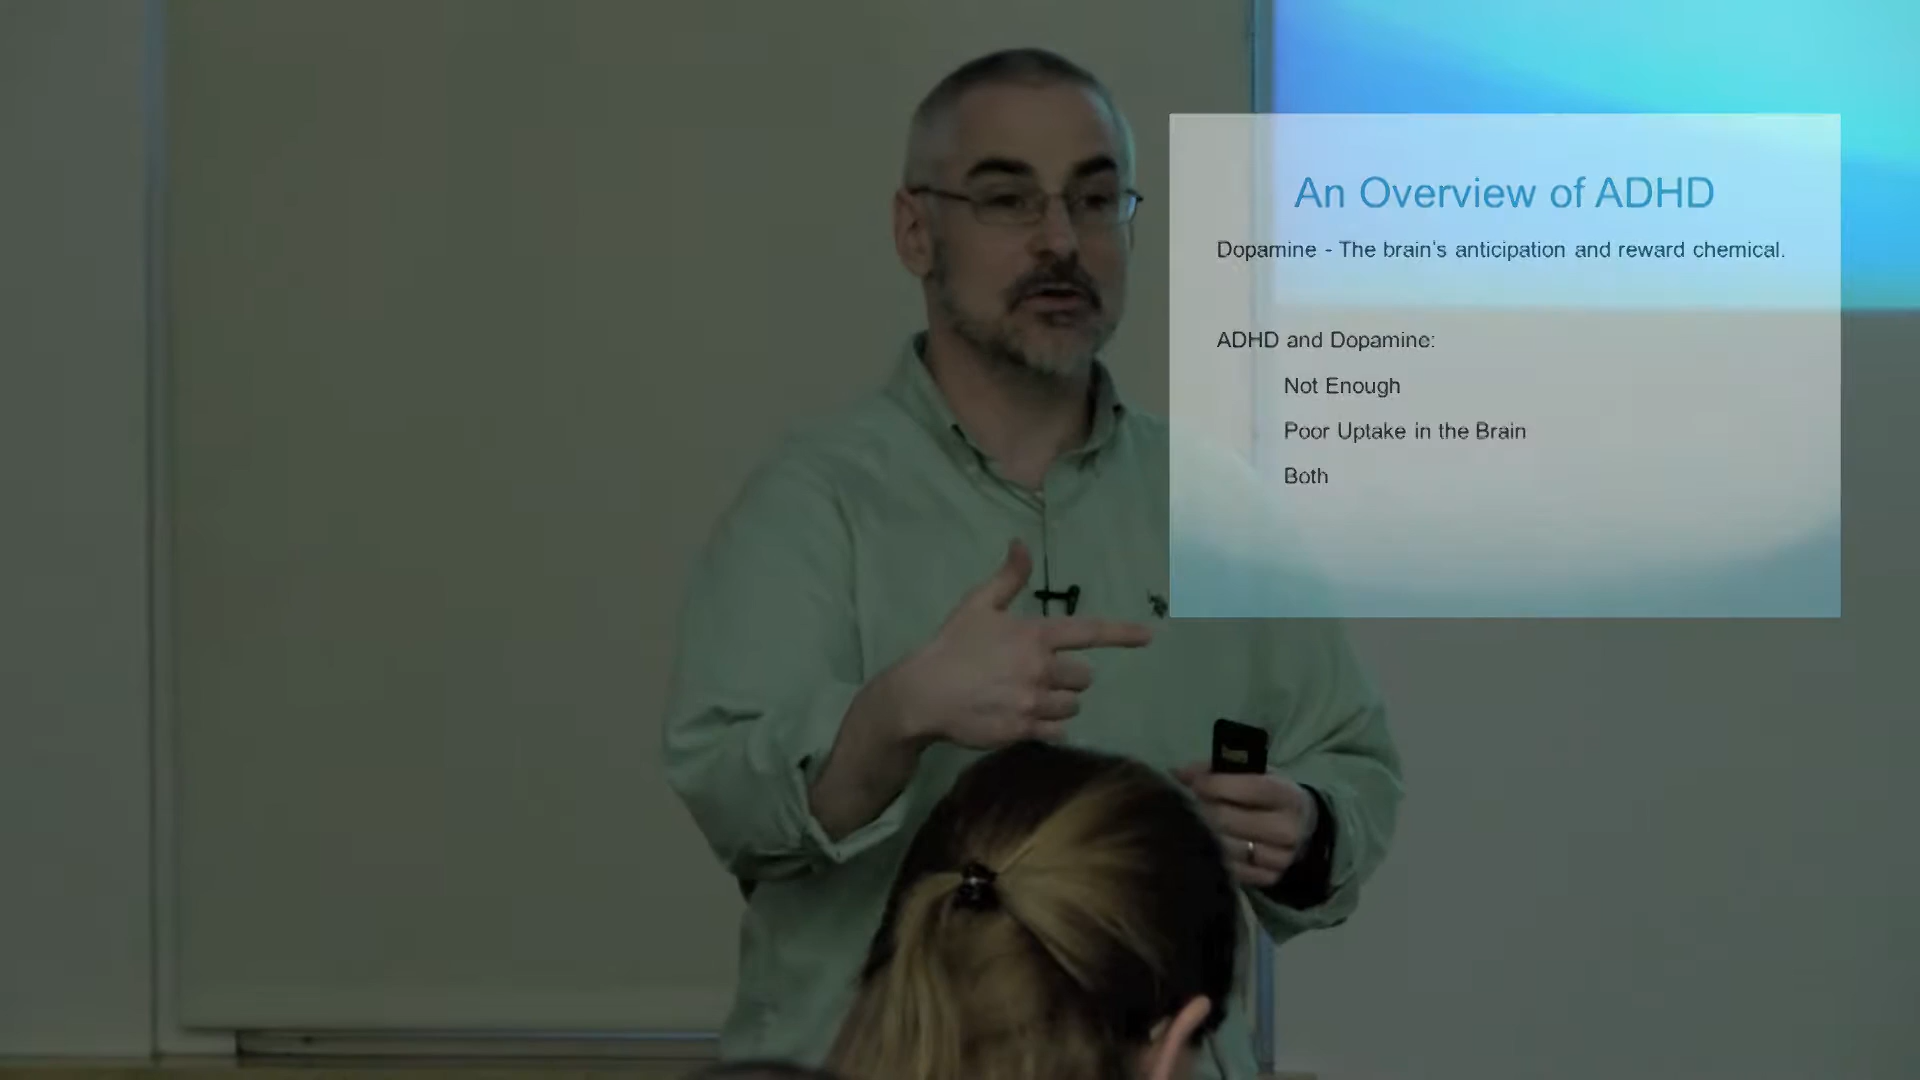 An Overview of ADHD
Dopamine - The brain's anticipation and reward chemical.
ADHD and Dopamine:
Not Enough
Poor Uptake in the Brain
Both